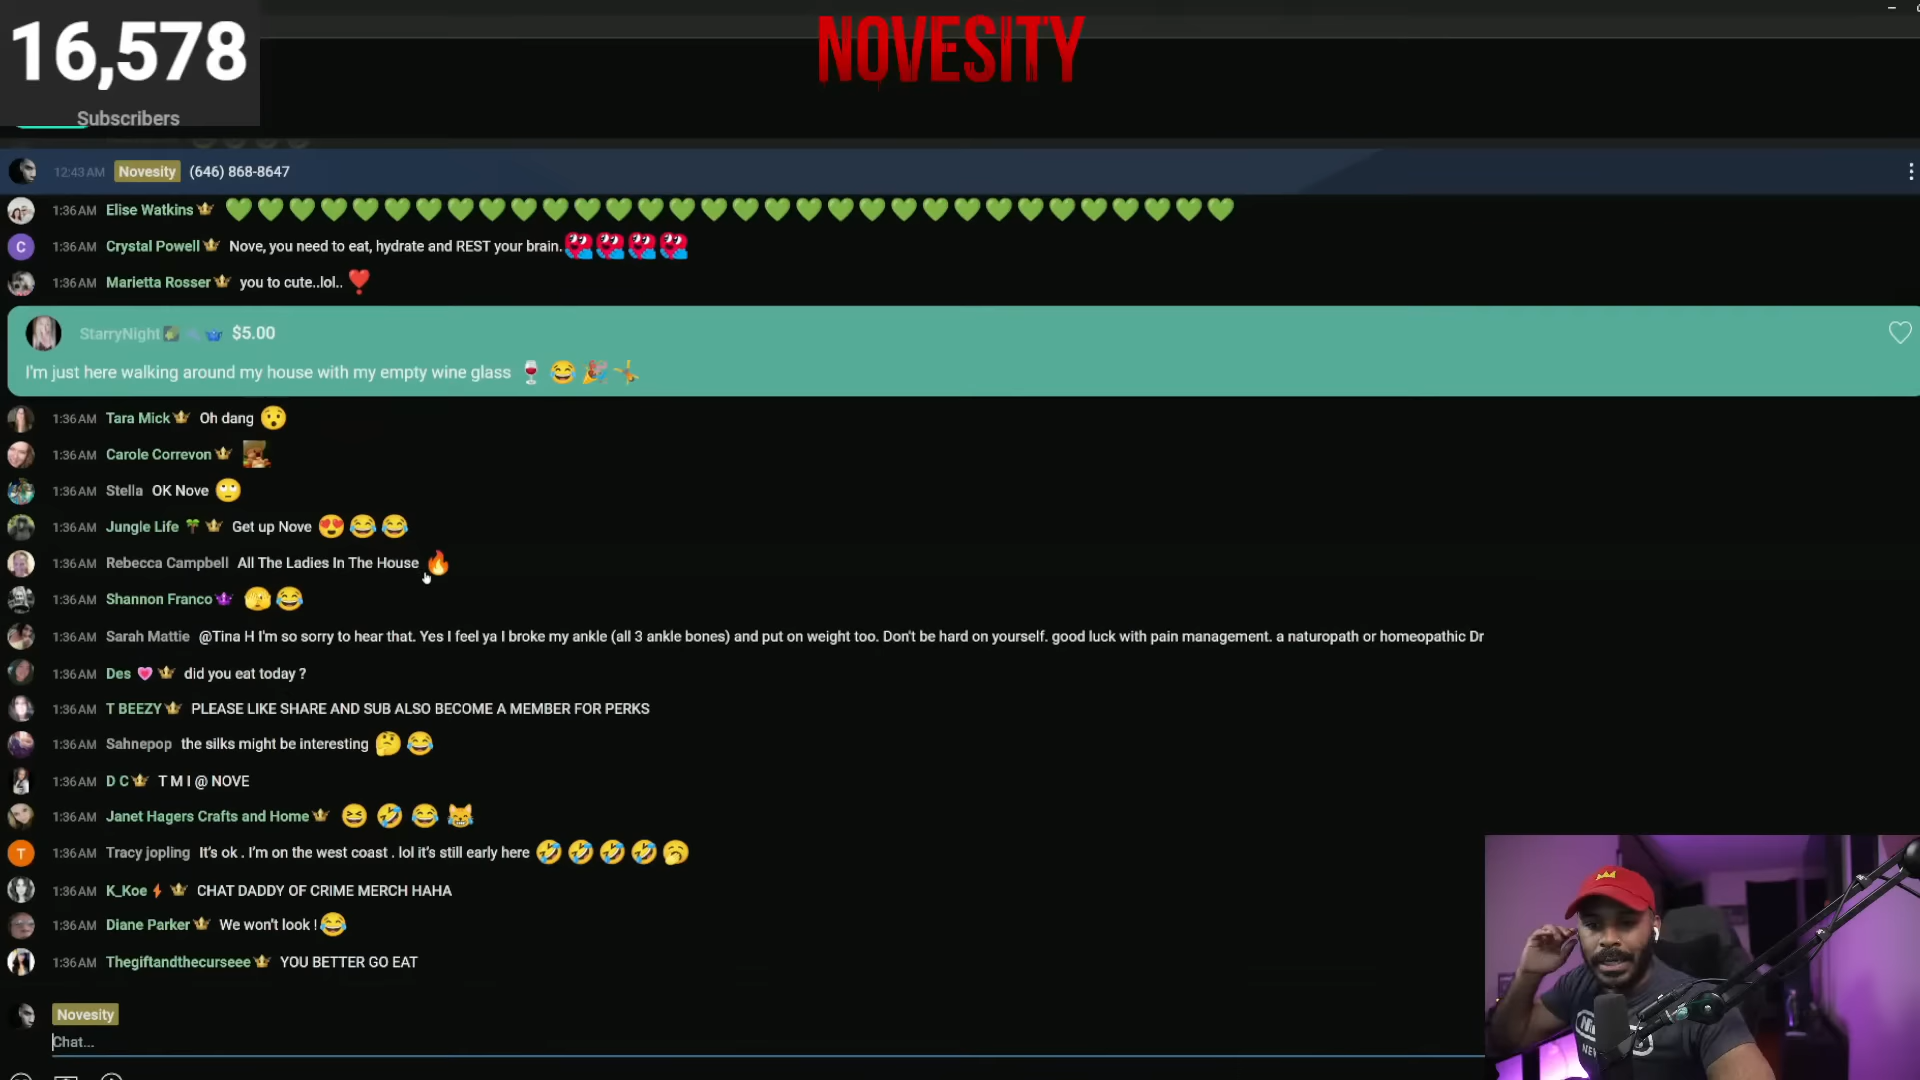 16,578
Subscribers
NOVESITY
12:43 AM Novesity (646) 868-8647
1:36 AM Elise Watkins 💚💚💚💚💚💚💚💚💚💚💚💚💚💚💚💚💚💚💚💚💚💚💚💚💚💚💚💚💚💚💚💚
1:36 AM Crystal Powell Nove, you need to eat, hydrate and REST your brain.
1:36 AM Marietta Rosser you to cute..lol.. ❣️
StarryNight $5.00
I'm just here walking around my house with my empty wine glass 🍷 😂 🎉 🤸
1:36 AM Tara Mick Oh dang 😯
1:36 AM Carole Correvon
1:36 AM Stella OK Nove 🙄
1:36 AM Jungle Life 🌴 Get up Nove 😍 😂 😂
1:36 AM Rebecca Campbell All The Ladies In The House 🔥
1:36 AM Shannon Franco 🫣 😂
1:36 AM Sarah Mattie @Tina H I'm so sorry to hear that. Yes I feel ya I broke my ankle (all 3 ankle bones) and put on weight too. Don't be hard on yourself. good luck with pain management. a naturopath or homeopathic Dr
1:36 AM Des 💗 did you eat today ?
1:36 AM T BEEZY PLEASE LIKE SHARE AND SUB ALSO BECOME A MEMBER FOR PERKS
1:36 AM Sahnepop the silks might be interesting 🤔 😂
1:36 AM D C T M I @ NOVE
1:36 AM Janet Hagers Crafts and Home 😆 🤣 😂 😹
1:36 AM Tracy jopling It's ok . I'm on the west coast . lol it's still early here 🤣 🤣 🤣 🤣 🥱
1:36 AM K_Koe ⚡ CHAT DADDY OF CRIME MERCH HAHA
1:36 AM Diane Parker We won't look ! 😂
1:36 AM Thegiftandthecurseee YOU BETTER GO EAT
Novesity
Chat...